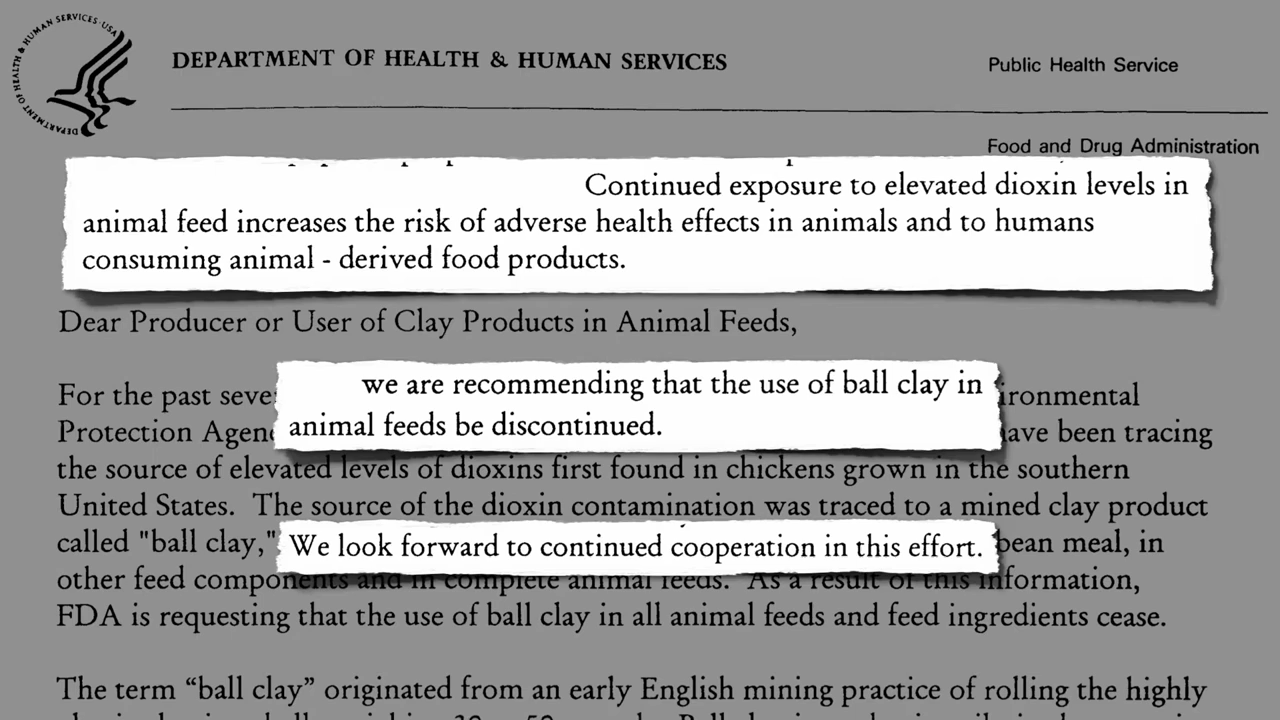 DEPARTMENT OF HEALTH & HUMAN SERVICES·USA
DEPARTMENT OF HEALTH & HUMAN SERVICES
Public Health Service
Food and Drug Administration
Continued exposure to elevated dioxin levels in
animal feed increases the risk of adverse health effects in animals and to humans
consuming animal - derived food products.
Dear Producer or User of Clay Products in Animal Feeds,
we are recommending that the use of ball clay in
animal feeds be discontinued.
For the past
Protection
have been tracing
the source of elevated levels of dioxins first found in chickens grown in the southern
United States. The source of the dioxin contamination was traced to a mined clay product
called "ball clay,"
We look forward to continued cooperation in this effort.
bean meal, in
other feed components and in complete animal feeds. As a result of this information,
FDA is requesting that the use of ball clay in all animal feeds and feed ingredients cease.
The term “ball clay” originated from an early English mining practice of rolling the highly